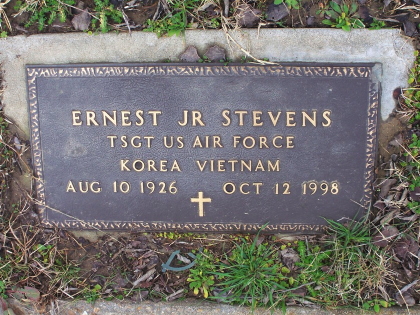 ERNEST JR STEVENS
TSGT US AIR FORCE
KOREA VIETNAM
AUG 10 1926 OCT 12 1998